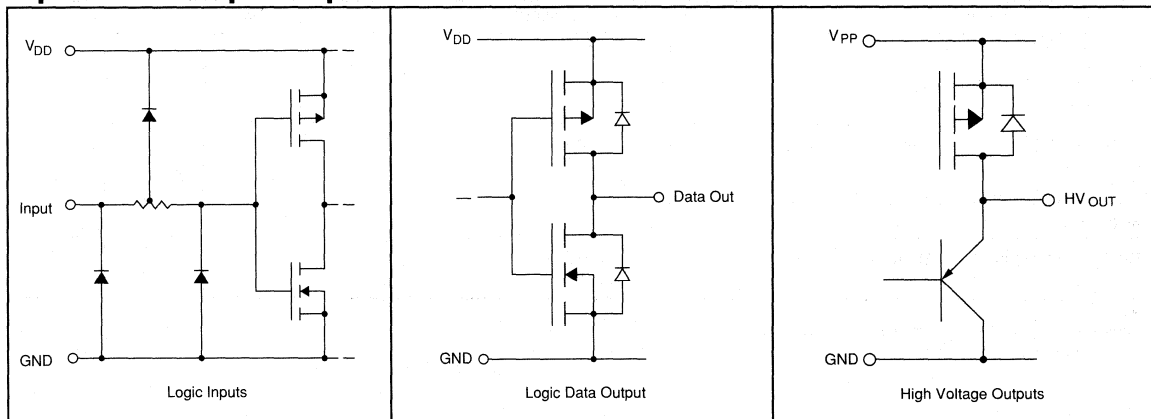 VDD
Input
GND
Logic Inputs
VDD
Data Out
GND
Logic Data Output
VPP
HVOUT
GND
High Voltage Outputs